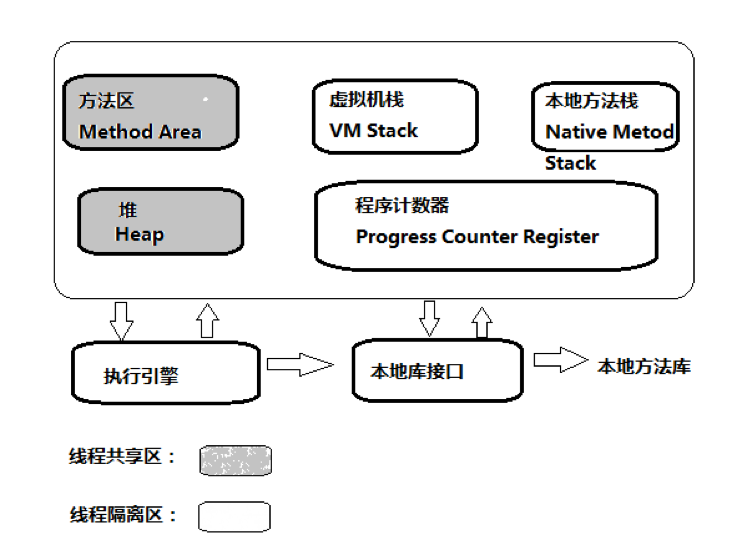 方法区
Method Area
虚拟机栈
VM Stack
本地方法栈
Native Metod
Stack
堆
Heap
程序计数器
Progress Counter Register
执行引擎
本地库接口
本地方法库
线程共享区：
线程隔离区：